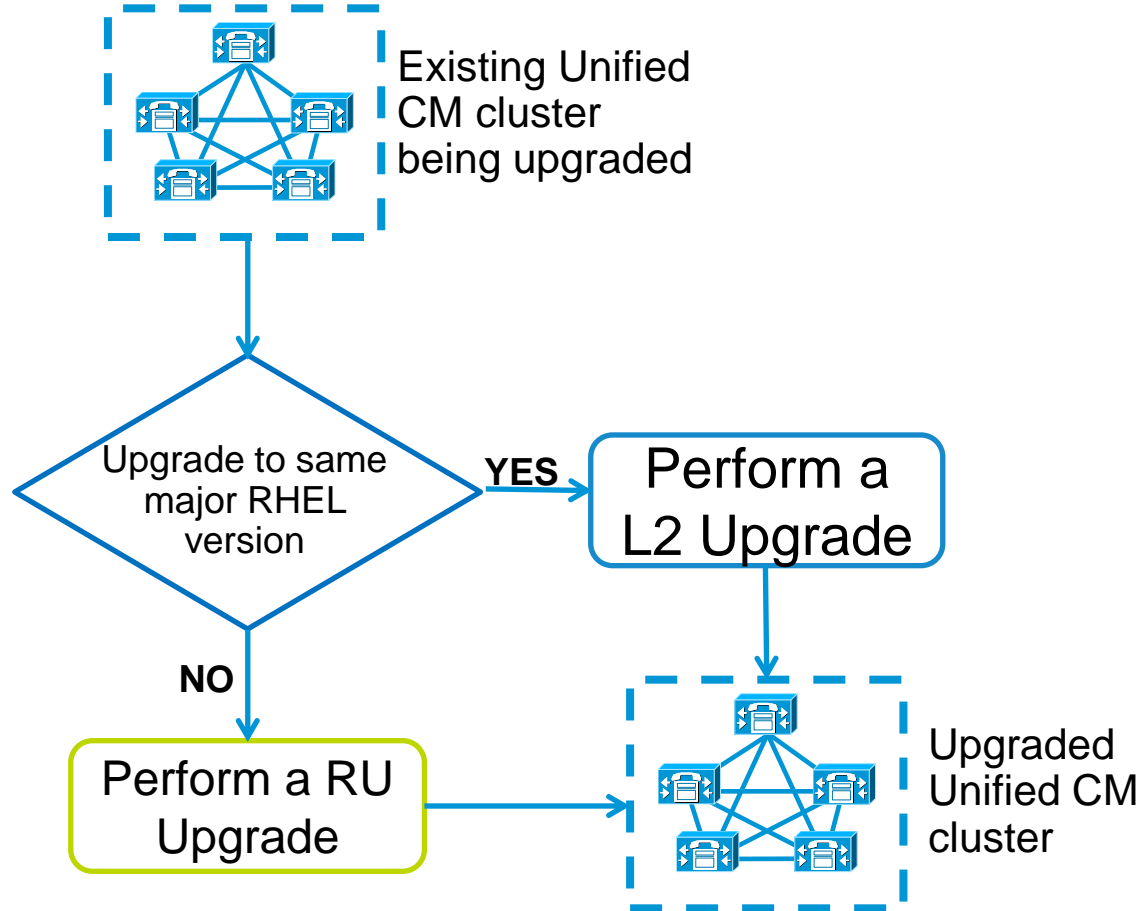 Existing Unified
CM cluster
being upgraded
Upgrade to same
major RHEL
version
YES
Perform a
L2 Upgrade
NO
Perform a RU
Upgrade
Upgraded
Unified CM
cluster